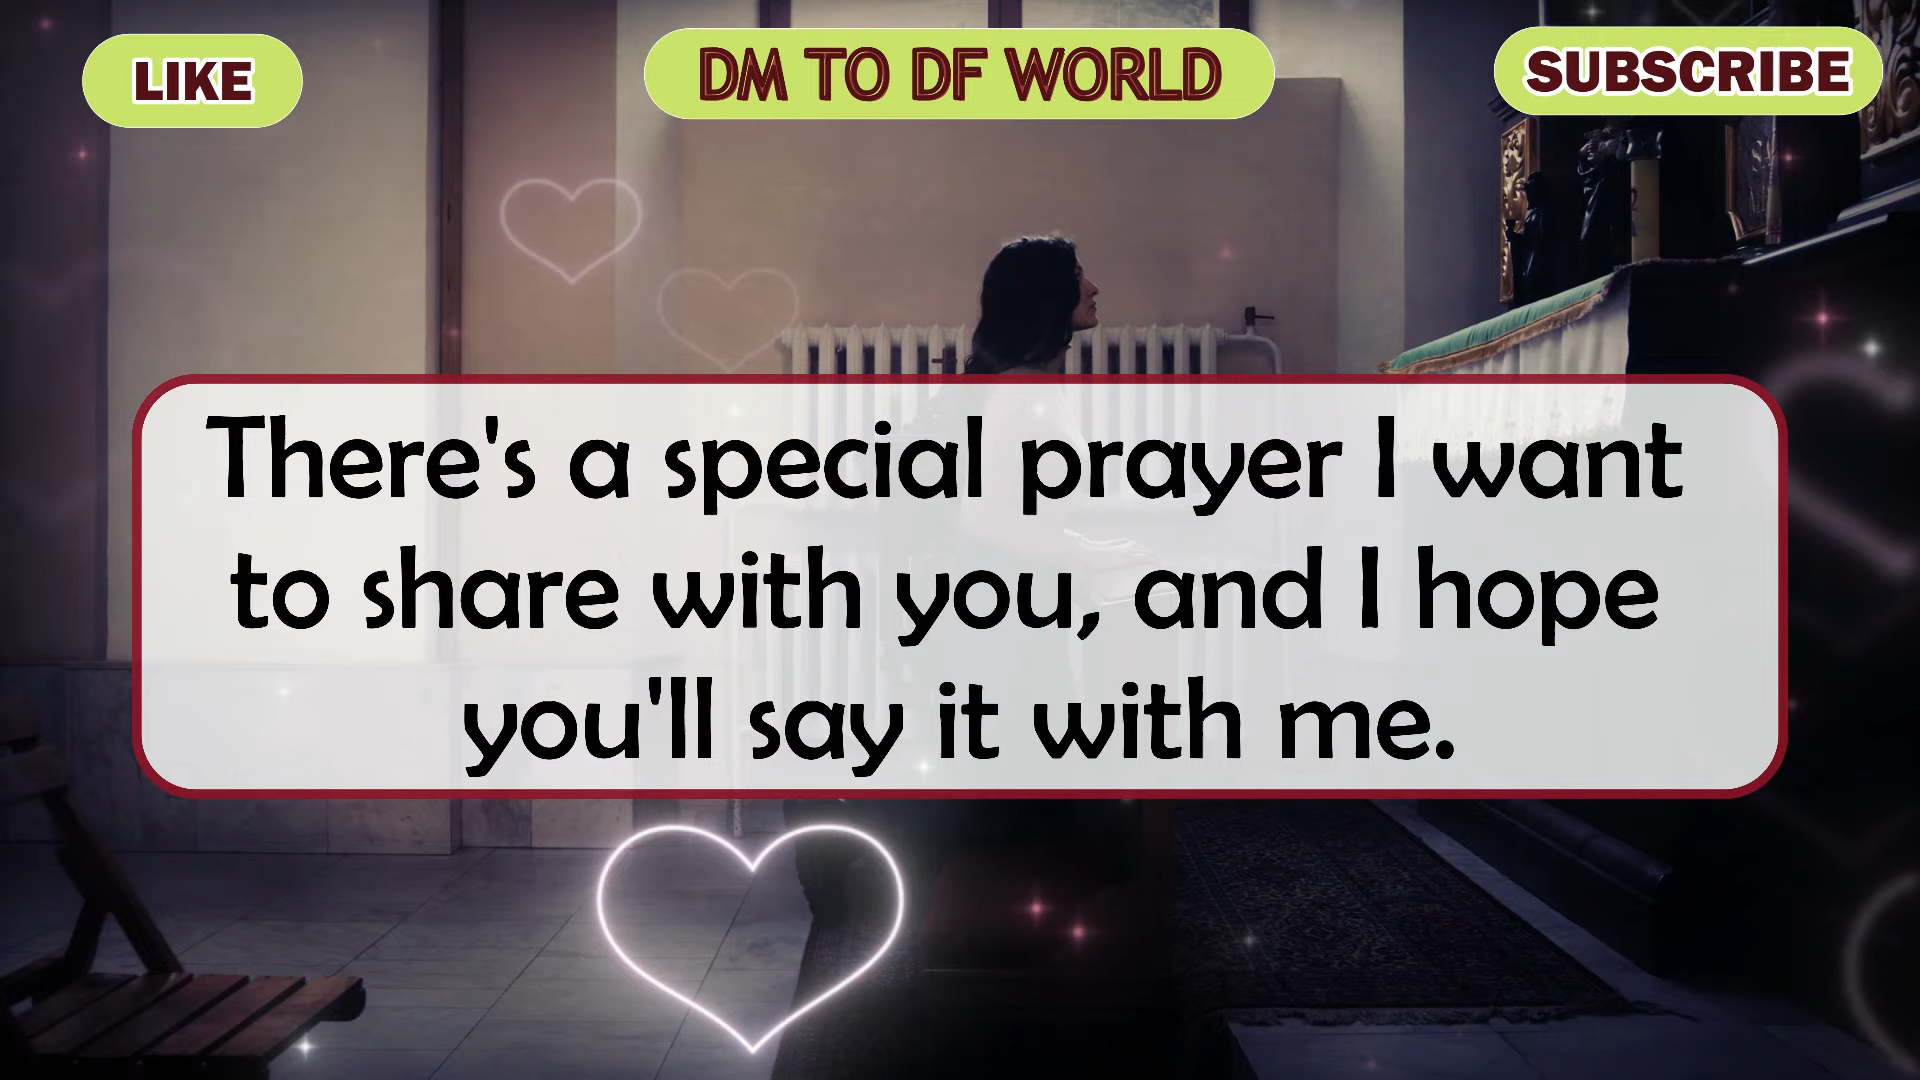 LIKE
DM TO DF WORLD
SUBSCRIBE
There's a special prayer I want
to share with you, and I hope
you'll say it with me.